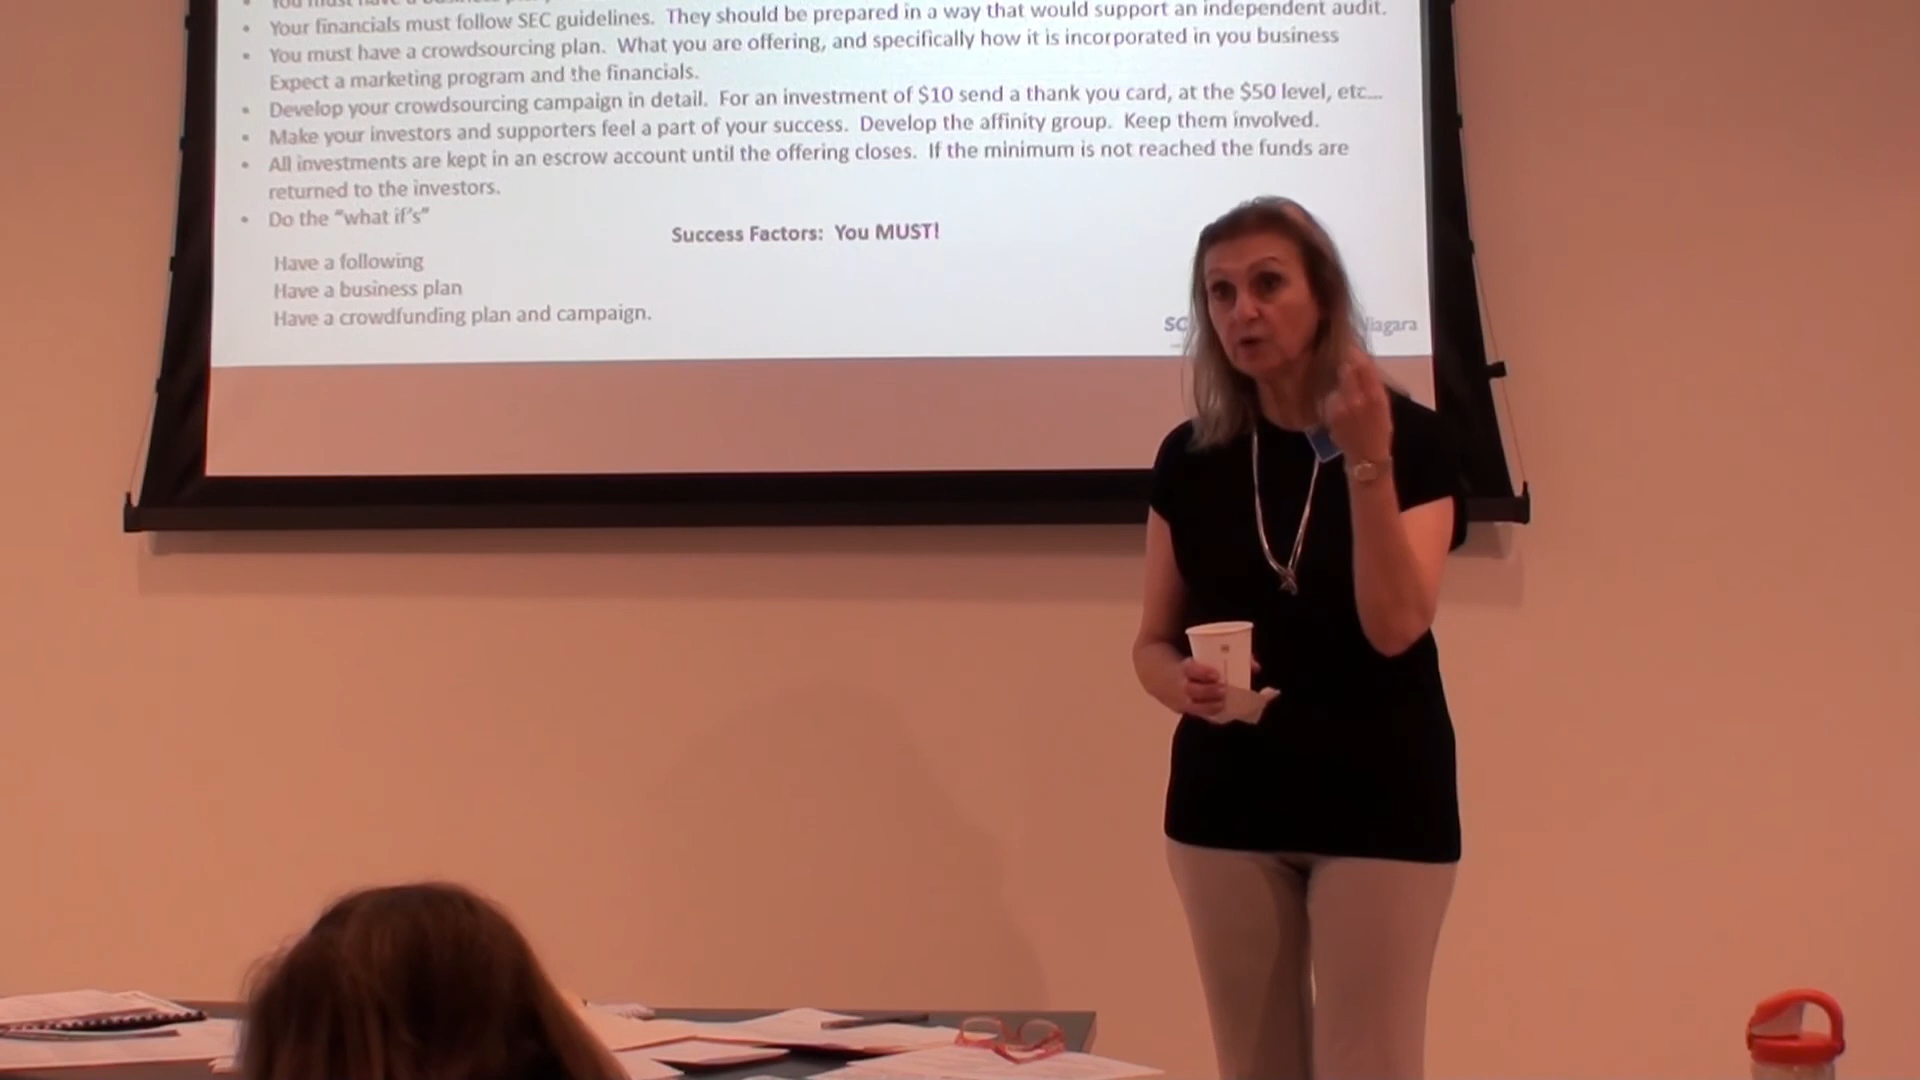 You must have a business
Your financials must follow SEC guidelines. They should be prepared in a way that would support an independent audit.
You must have a crowdsourcing plan. What you are offering, and specifically how it is incorporated in you business
Expect a marketing program and the financials.
Develop your crowdsourcing campaign in detail. For an investment of $10 send a thank you card, at the $50 level, etc...
Make your investors and supporters feel a part of your success. Develop the affinity group. Keep them involved.
All investments are kept in an escrow account until the offering closes. If the minimum is not reached the funds are
returned to the investors.
Do the “what if’s”
Success Factors: You MUST!
Have a following
Have a business plan
Have a crowdfunding plan and campaign.
SC Niagara